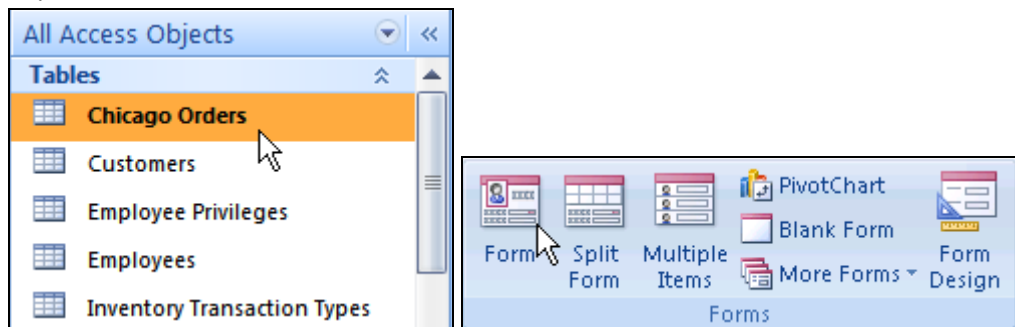 All Access Objects
Tables
Chicago Orders
Customers
Employee Privileges
Employees
Inventory Transaction Types
Form
Split
Form
Multiple
Items
PivotChart
Blank Form
More Forms
Form
Design
Forms